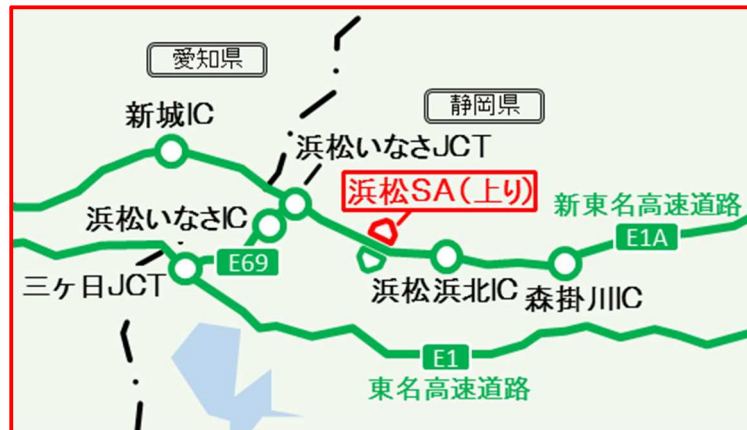 愛知県
静岡県
新城IC
浜松いなさJCT
浜松SA(上り)
新東名高速道路
E1A
浜松いなさIC
E69
三ヶ日JCT
浜松浜北IC
森掛川IC
E1
東名高速道路